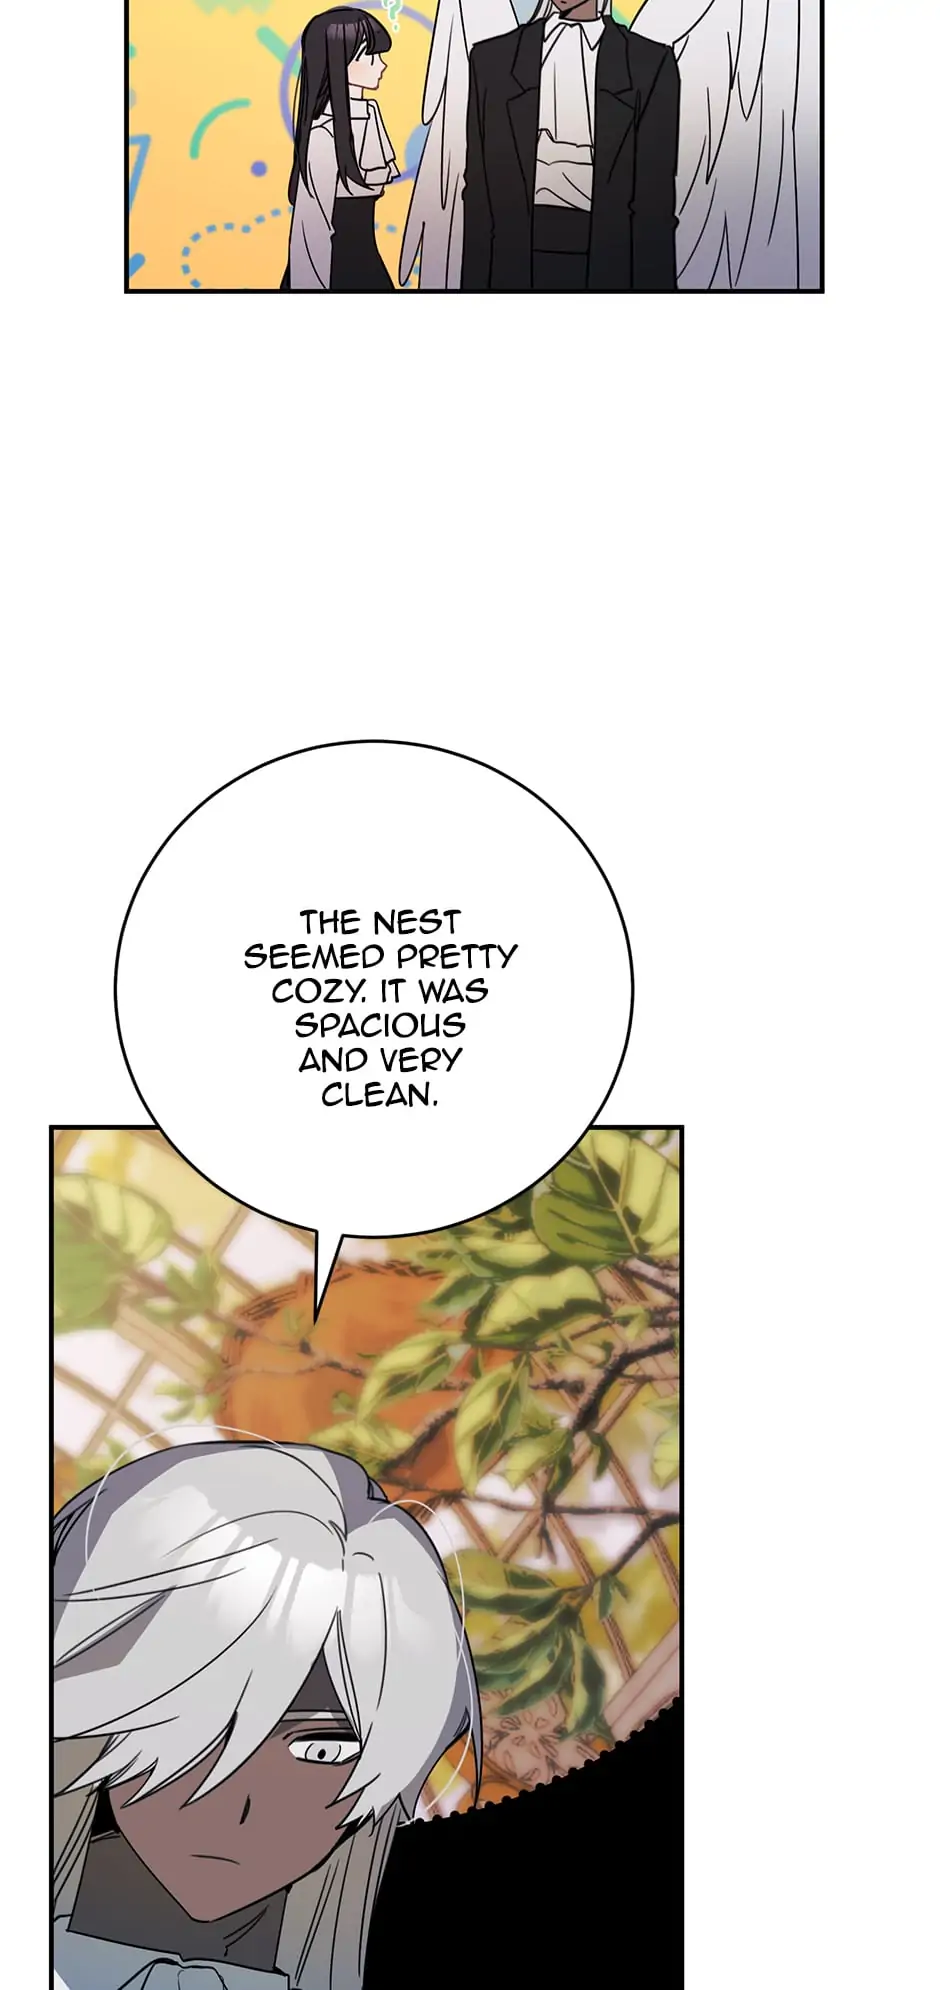 ?
THE NEST
SEEMED PRETTY
COZY. IT WAS
SPACIOUS
AND VERY
CLEAN.